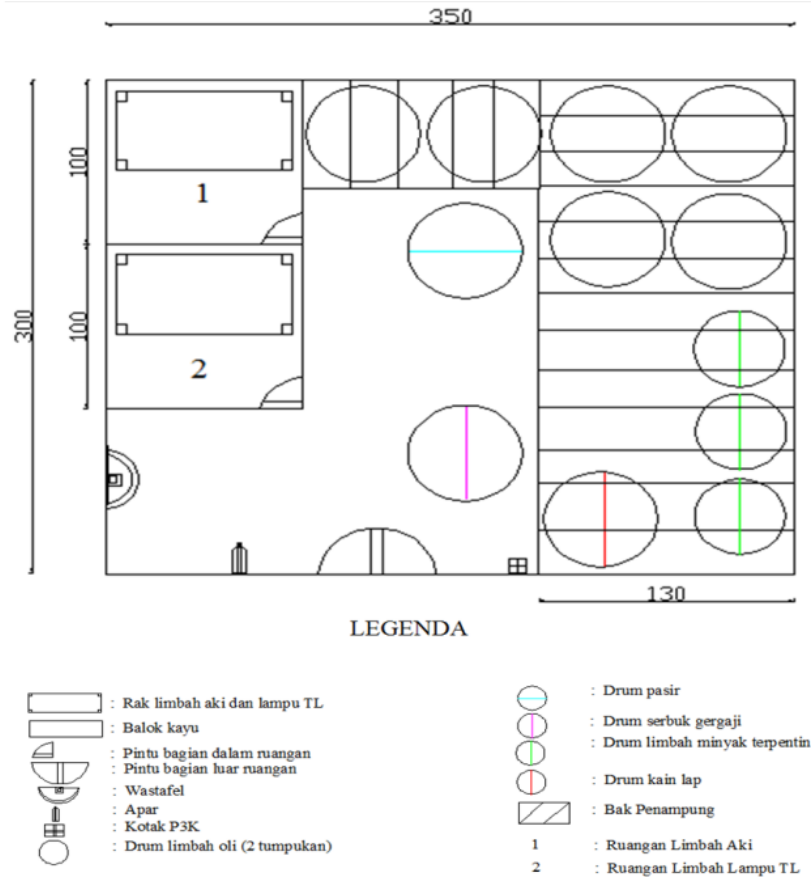 350
300
100
1
100
2
130
LEGENDA
: Rak limbah aki dan lampu TL
: Balok kayu
: Pintu bagian dalam ruangan
: Pintu bagian luar ruangan
: Wastafel
: Apar
: Kotak P3K
: Drum limbah oli (2 tumpukan)
: Drum pasir
: Drum serbuk gergaji
: Drum limbah minyak terpentin
: Drum kain lap
: Bak Penampung
1 : Ruangan Limbah Aki
2 : Ruangan Limbah Lampu TL